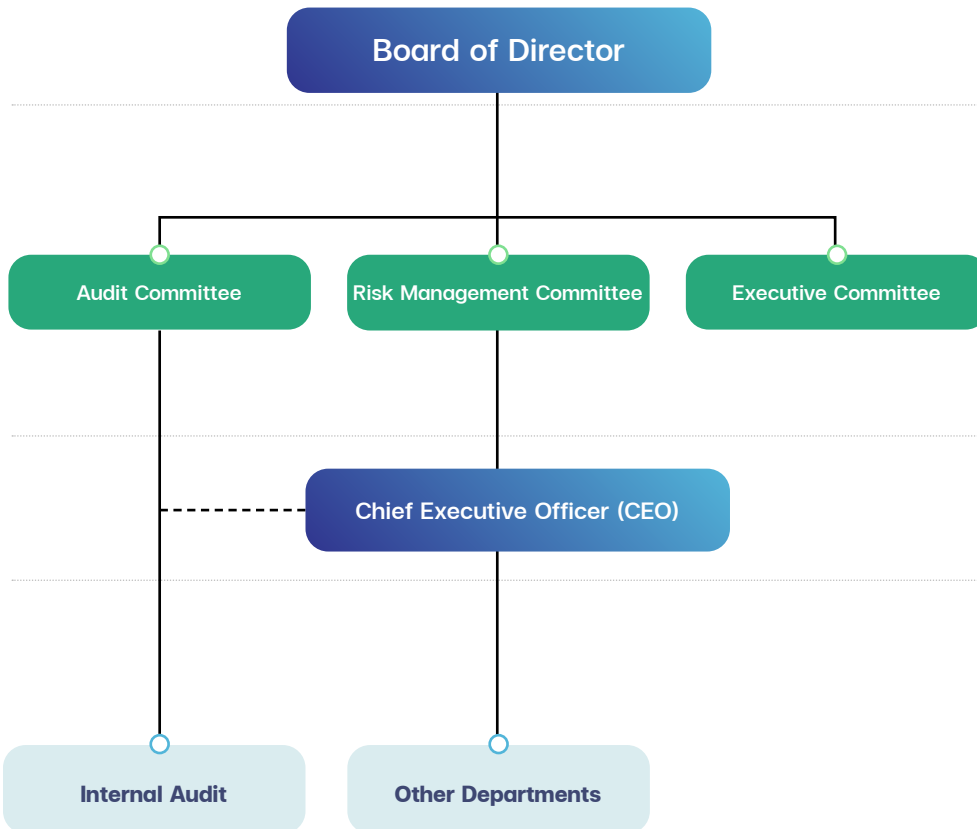 Board of Director
Audit Committee
Risk Management Committee
Executive Committee
Chief Executive Officer (CEO)
Internal Audit
Other Departments